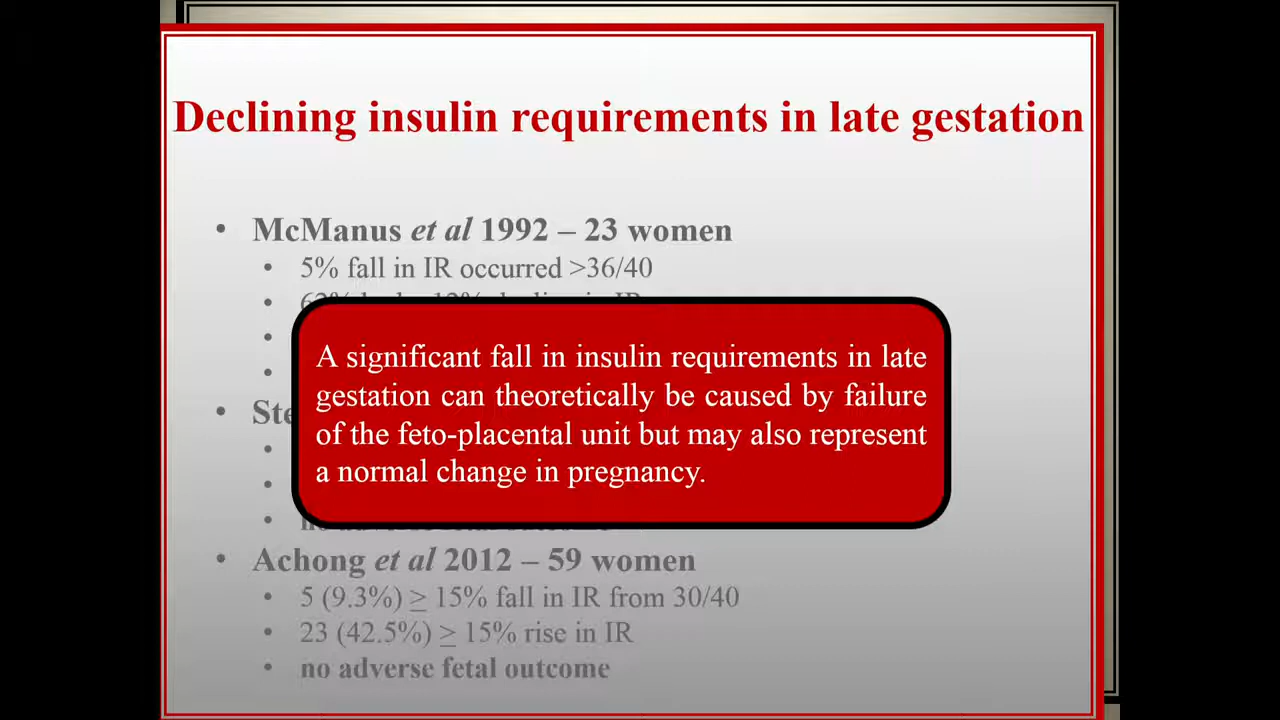 Declining insulin requirements in late gestation
• McManus et al 1992 – 23 women
• 5% fall in IR occurred >36/40
A significant fall in insulin requirements in late
gestation can theoretically be caused by failure
of the feto-placental unit but may also represent
a normal change in pregnancy.
• Ste
• Achong et al 2012 – 59 women
• 5 (9.3%) ≥ 15% fall in IR from 30/40
• 23 (42.5%) ≥ 15% rise in IR
• no adverse fetal outcome